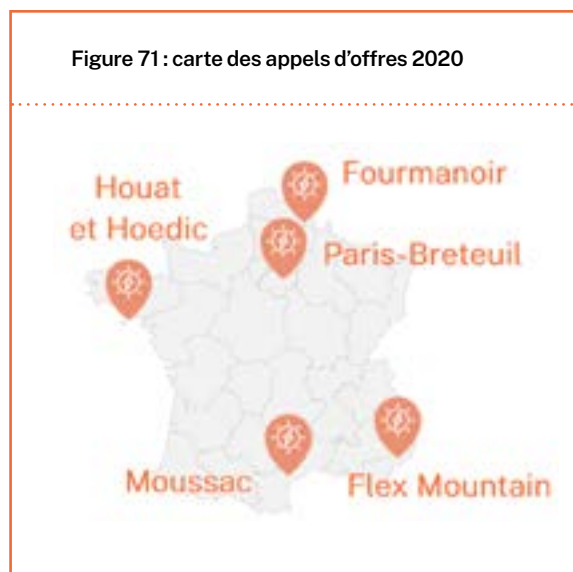 Figure 71 : carte des appels d’offres 2020
Fourmanoir
Houat
et Hoedic
Paris-Breteuil
Moussac
Flex Mountain